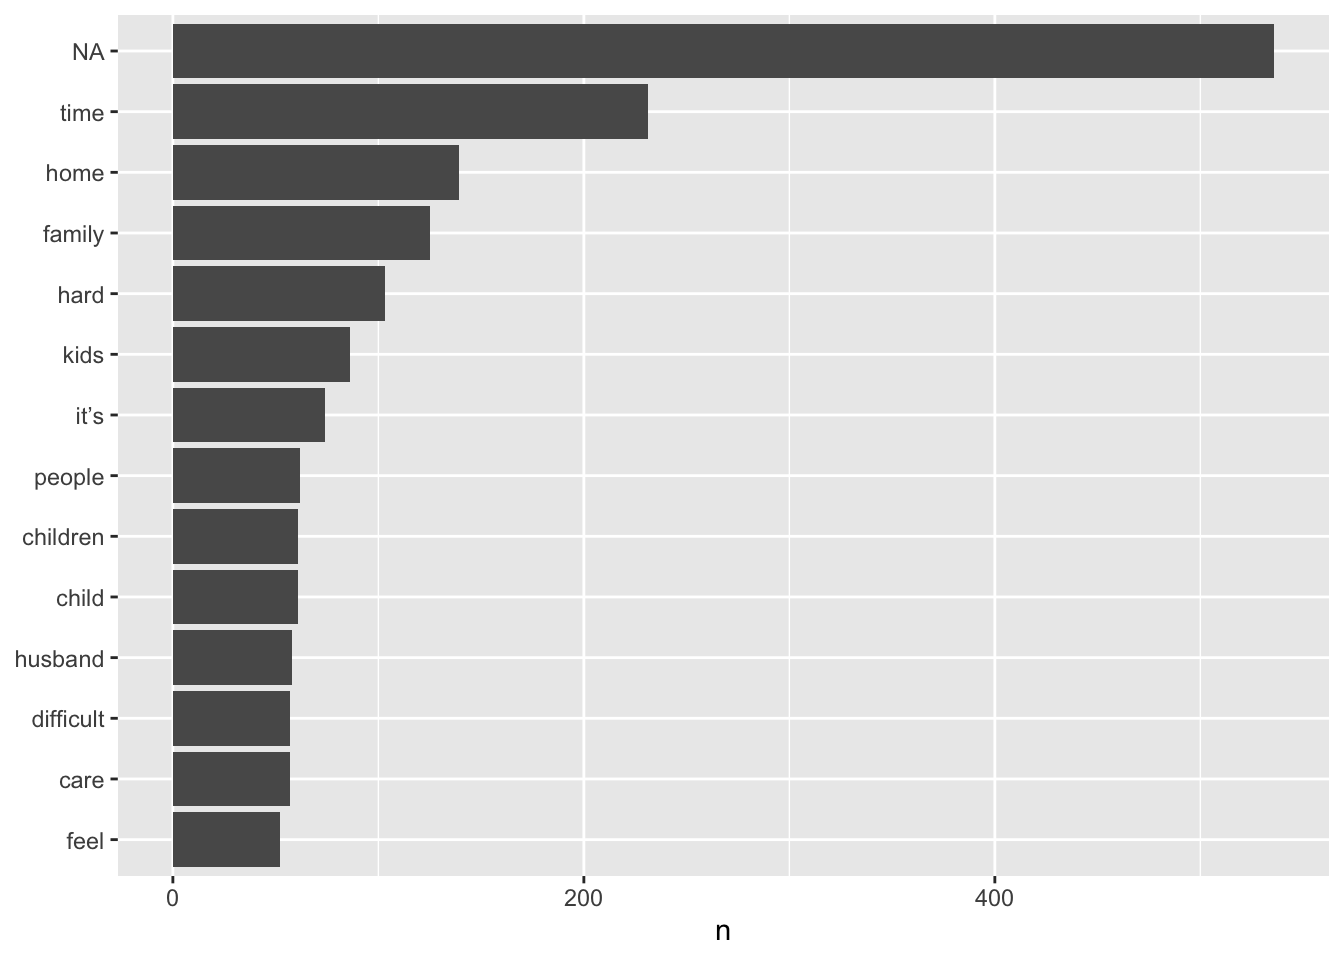 NA
time
home
family
hard
kids
it’s
people
children
child
husband
difficult
care
feel
0 200 400
n